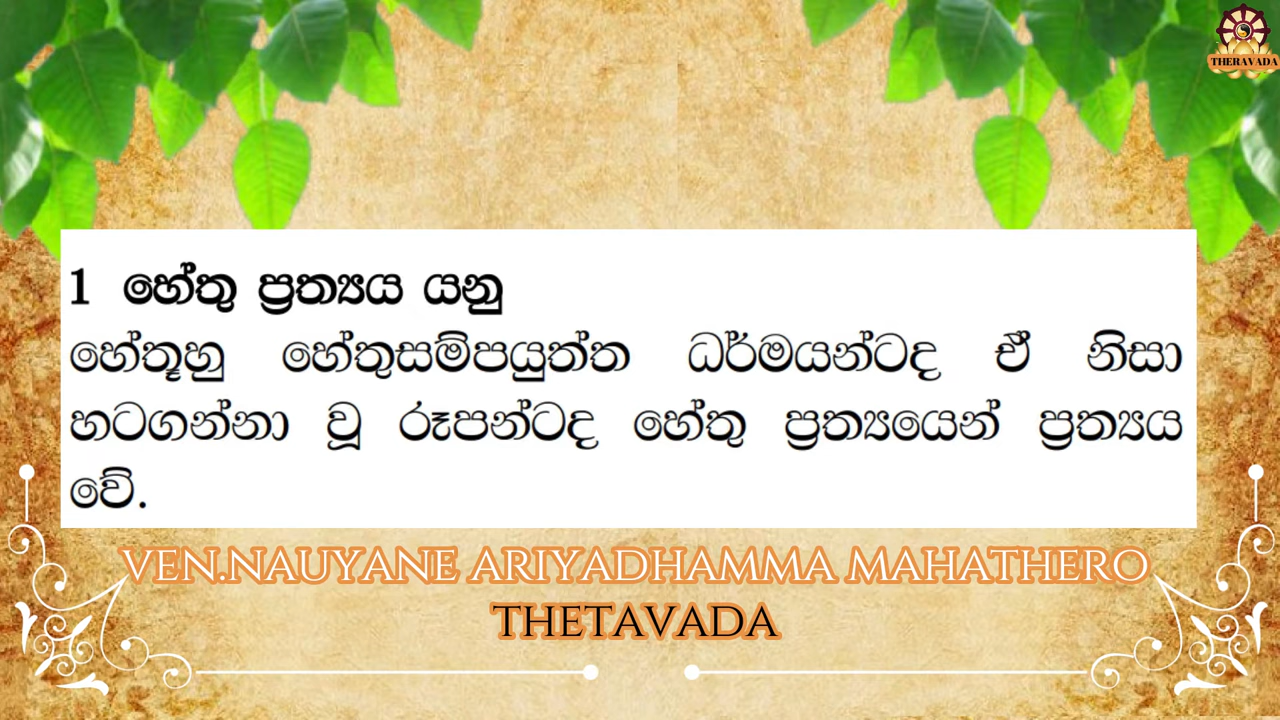 THERAVADA
1 හේතු ප්‍රත්‍යය යනු
හේතූහු හේතුසම්පයුත්ත ධර්මයන්ටද ඒ නිසා
හටගන්නා වූ රූපන්ටද හේතු ප්‍රත්‍යයෙන් ප්‍රත්‍යය
වේ.
VEN.NAUYANE ARIYADHAMMA MAHATHERO
THETAVADA